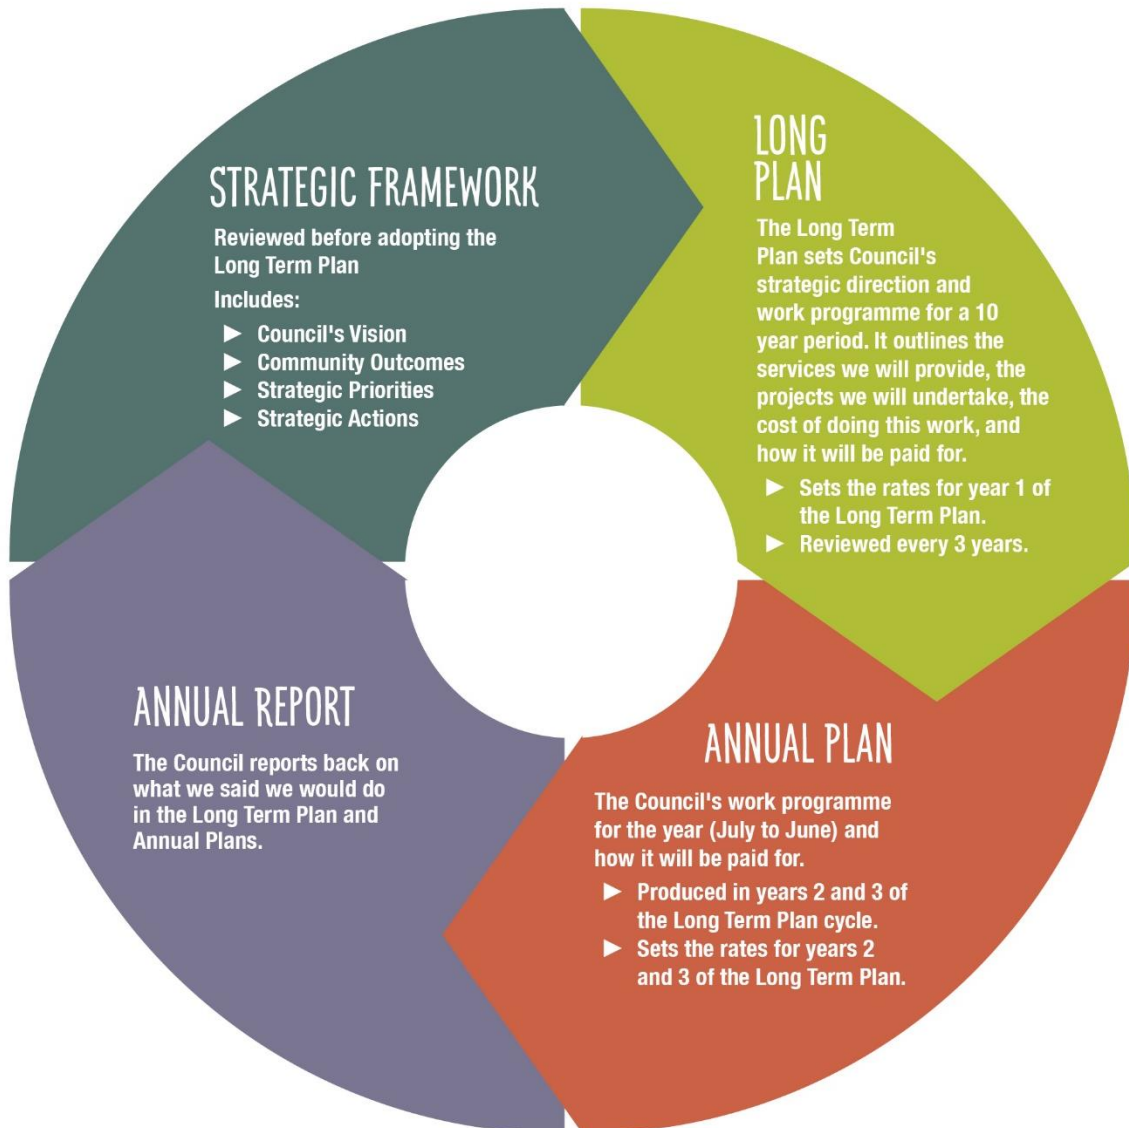 STRATEGIC FRAMEWORK
Reviewed before adopting the
Long Term Plan
Includes:
► Council's Vision
► Community Outcomes
► Strategic Priorities
► Strategic Actions
LONG
PLAN
The Long Term
Plan sets Council's
strategic direction and
work programme for a 10
year period. It outlines the
services we will provide, the
projects we will undertake, the
cost of doing this work, and
how it will be paid for.
► Sets the rates for year 1 of
the Long Term Plan.
► Reviewed every 3 years.
ANNUAL PLAN
The Council's work programme
for the year (July to June) and
how it will be paid for.
► Produced in years 2 and 3 of
the Long Term Plan cycle.
► Sets the rates for years 2
and 3 of the Long Term Plan.
ANNUAL REPORT
The Council reports back on
what we said we would do
in the Long Term Plan and
Annual Plans.